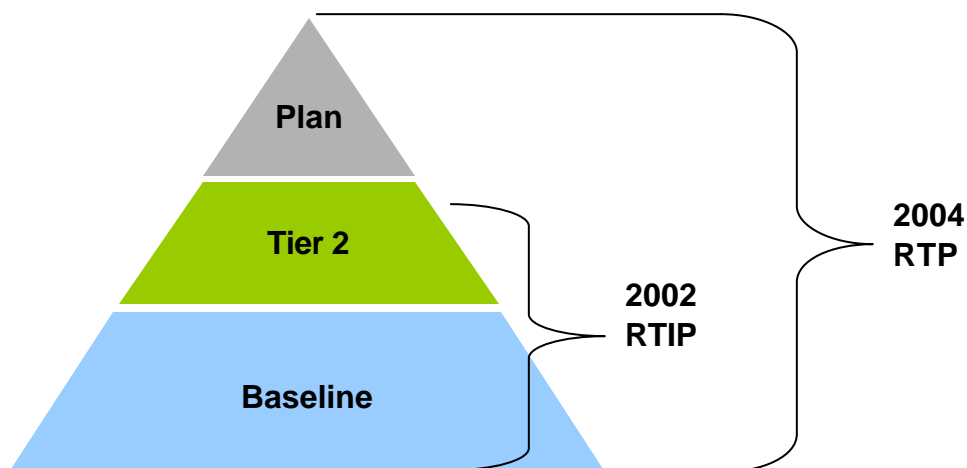 Plan
Tier 2
Baseline
2002
RTIP
2004
RTP